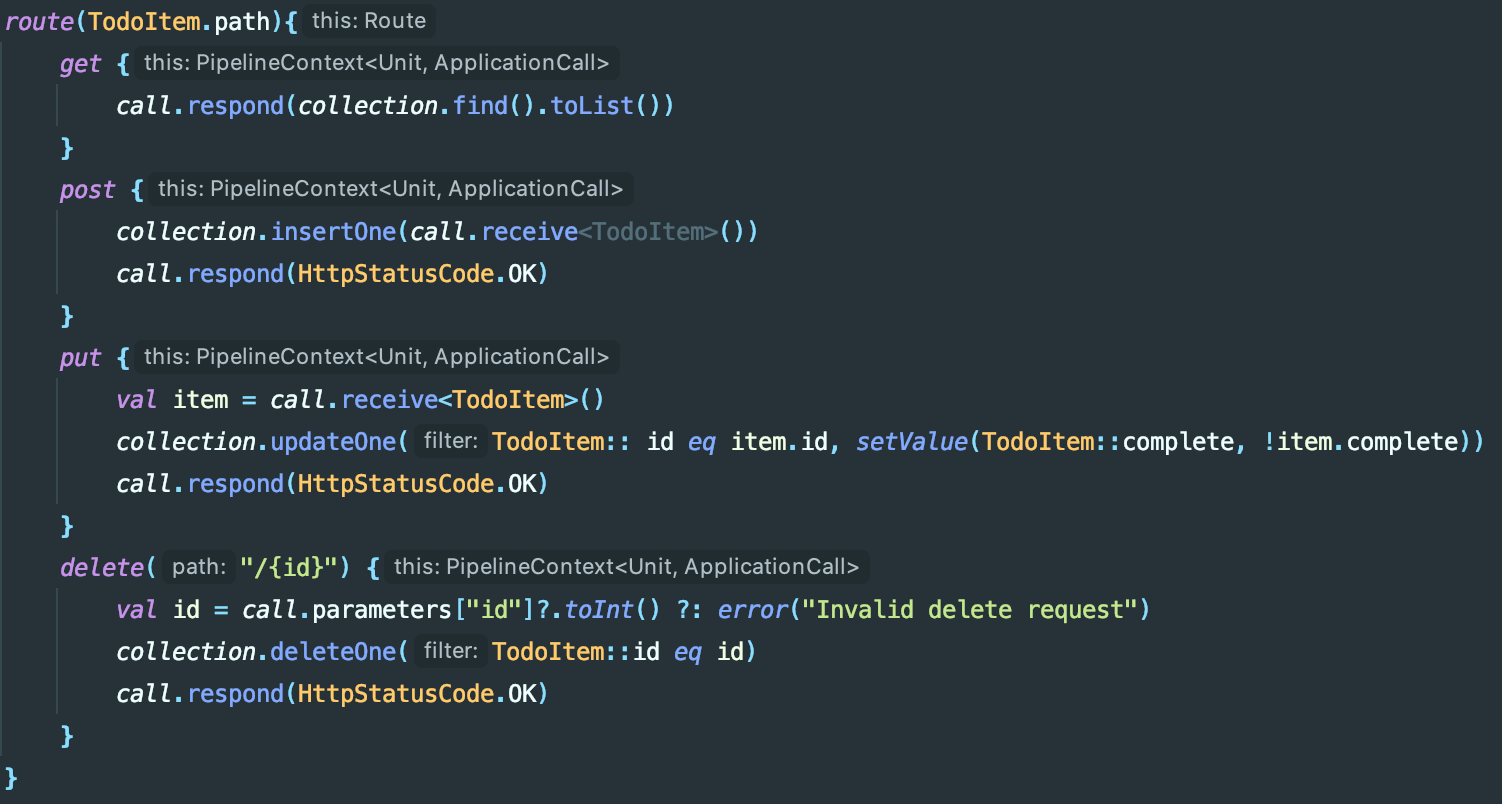 route(TodoItem.path){ this: Route
    get { this: PipelineContext<Unit, ApplicationCall>
        call.respond(collection.find().toList())
    }
    post { this: PipelineContext<Unit, ApplicationCall>
        collection.insertOne(call.receive<TodoItem>())
        call.respond(HttpStatusCode.OK)
    }
    put { this: PipelineContext<Unit, ApplicationCall>
        val item = call.receive<TodoItem>()
        collection.updateOne( filter: TodoItem:: id eq item.id, setValue(TodoItem::complete, !item.complete))
        call.respond(HttpStatusCode.OK)
    }
    delete( path: "/{id}") { this: PipelineContext<Unit, ApplicationCall>
        val id = call.parameters["id"]?.toInt() ?: error("Invalid delete request")
        collection.deleteOne( filter: TodoItem::id eq id)
        call.respond(HttpStatusCode.OK)
    }
}